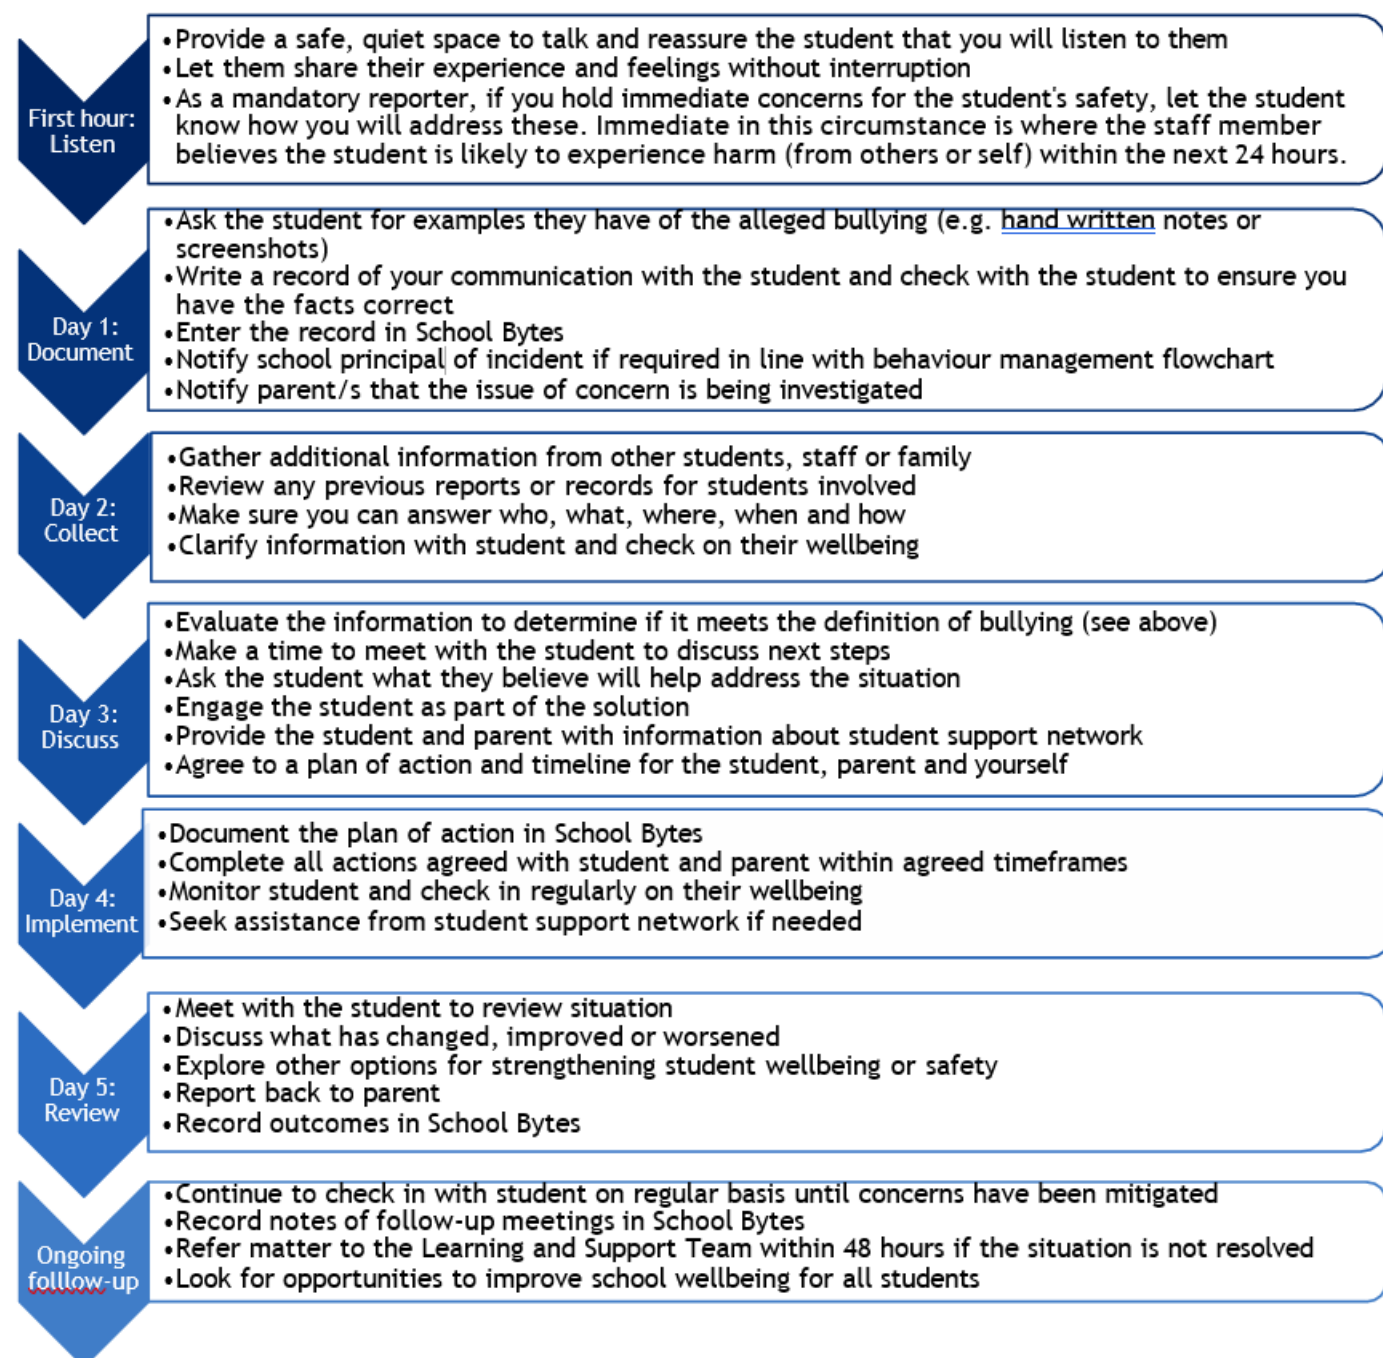 First hour:
Listen
•Provide a safe, quiet space to talk and reassure the student that you will listen to them
•Let them share their experience and feelings without interruption
•As a mandatory reporter, if you hold immediate concerns for the student's safety, let the student
know how you will address these. Immediate in this circumstance is where the staff member
believes the student is likely to experience harm (from others or self) within the next 24 hours.
Day 1:
Document
•Ask the student for examples they have of the alleged bullying (e.g. hand written notes or
screenshots)
•Write a record of your communication with the student and check with the student to ensure you
have the facts correct
•Enter the record in School Bytes
•Notify school principal of incident if required in line with behaviour management flowchart
•Notify parent/s that the issue of concern is being investigated
Day 2:
Collect
•Gather additional information from other students, staff or family
•Review any previous reports or records for students involved
•Make sure you can answer who, what, where, when and how
•Clarify information with student and check on their wellbeing
Day 3:
Discuss
•Evaluate the information to determine if it meets the definition of bullying (see above)
•Make a time to meet with the student to discuss next steps
•Ask the student what they believe will help address the situation
•Engage the student as part of the solution
•Provide the student and parent with information about student support network
•Agree to a plan of action and timeline for the student, parent and yourself
Day 4:
Implement
•Document the plan of action in School Bytes
•Complete all actions agreed with student and parent within agreed timeframes
•Monitor student and check in regularly on their wellbeing
•Seek assistance from student support network if needed
Day 5:
Review
•Meet with the student to review situation
•Discuss what has changed, improved or worsened
•Explore other options for strengthening student wellbeing or safety
•Report back to parent
•Record outcomes in School Bytes
Ongoing
folllow-up
•Continue to check in with student on regular basis until concerns have been mitigated
•Record notes of follow-up meetings in School Bytes
•Refer matter to the Learning and Support Team within 48 hours if the situation is not resolved
•Look for opportunities to improve school wellbeing for all students